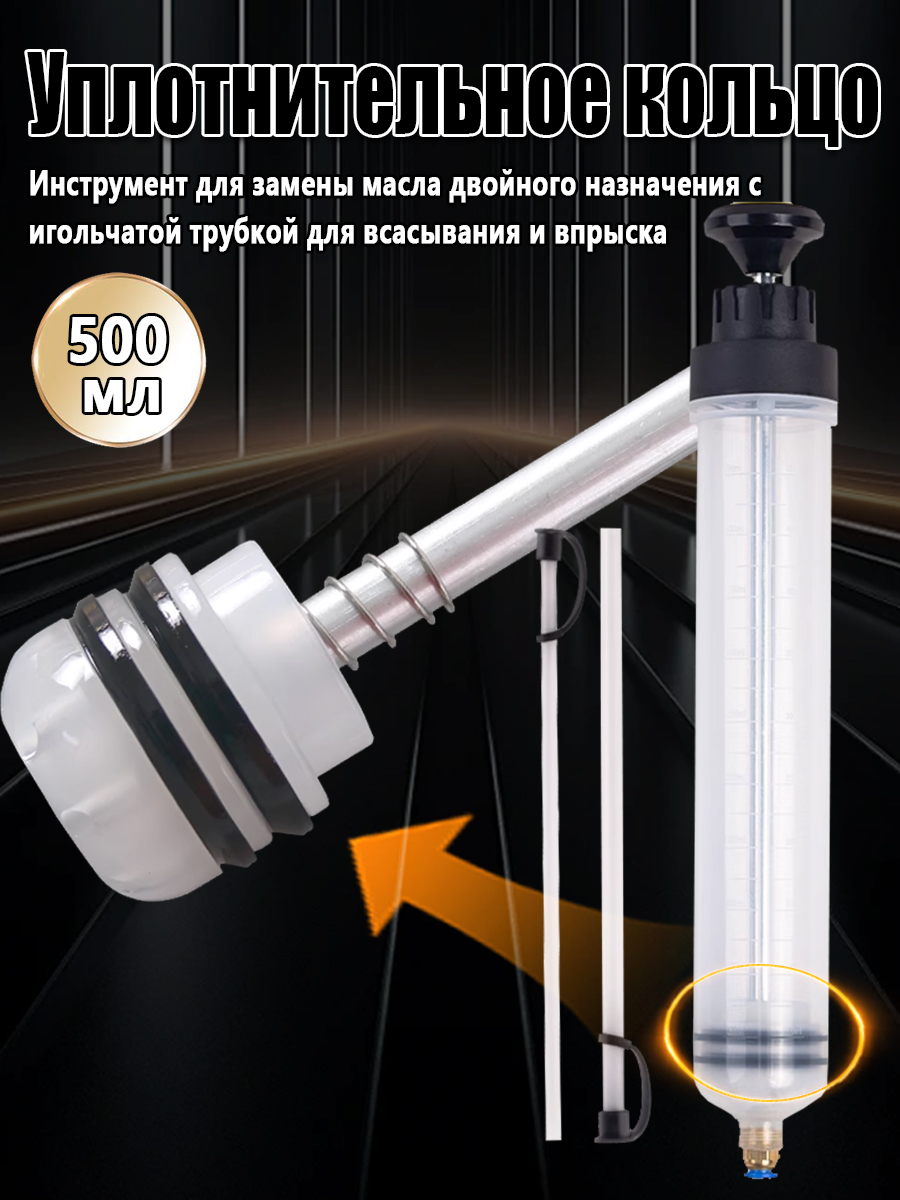 Уплотнительное кольцо
Инструмент для замены масла двойного назначения с
игольчатой трубкой для всасывания и впрыска
500
мл